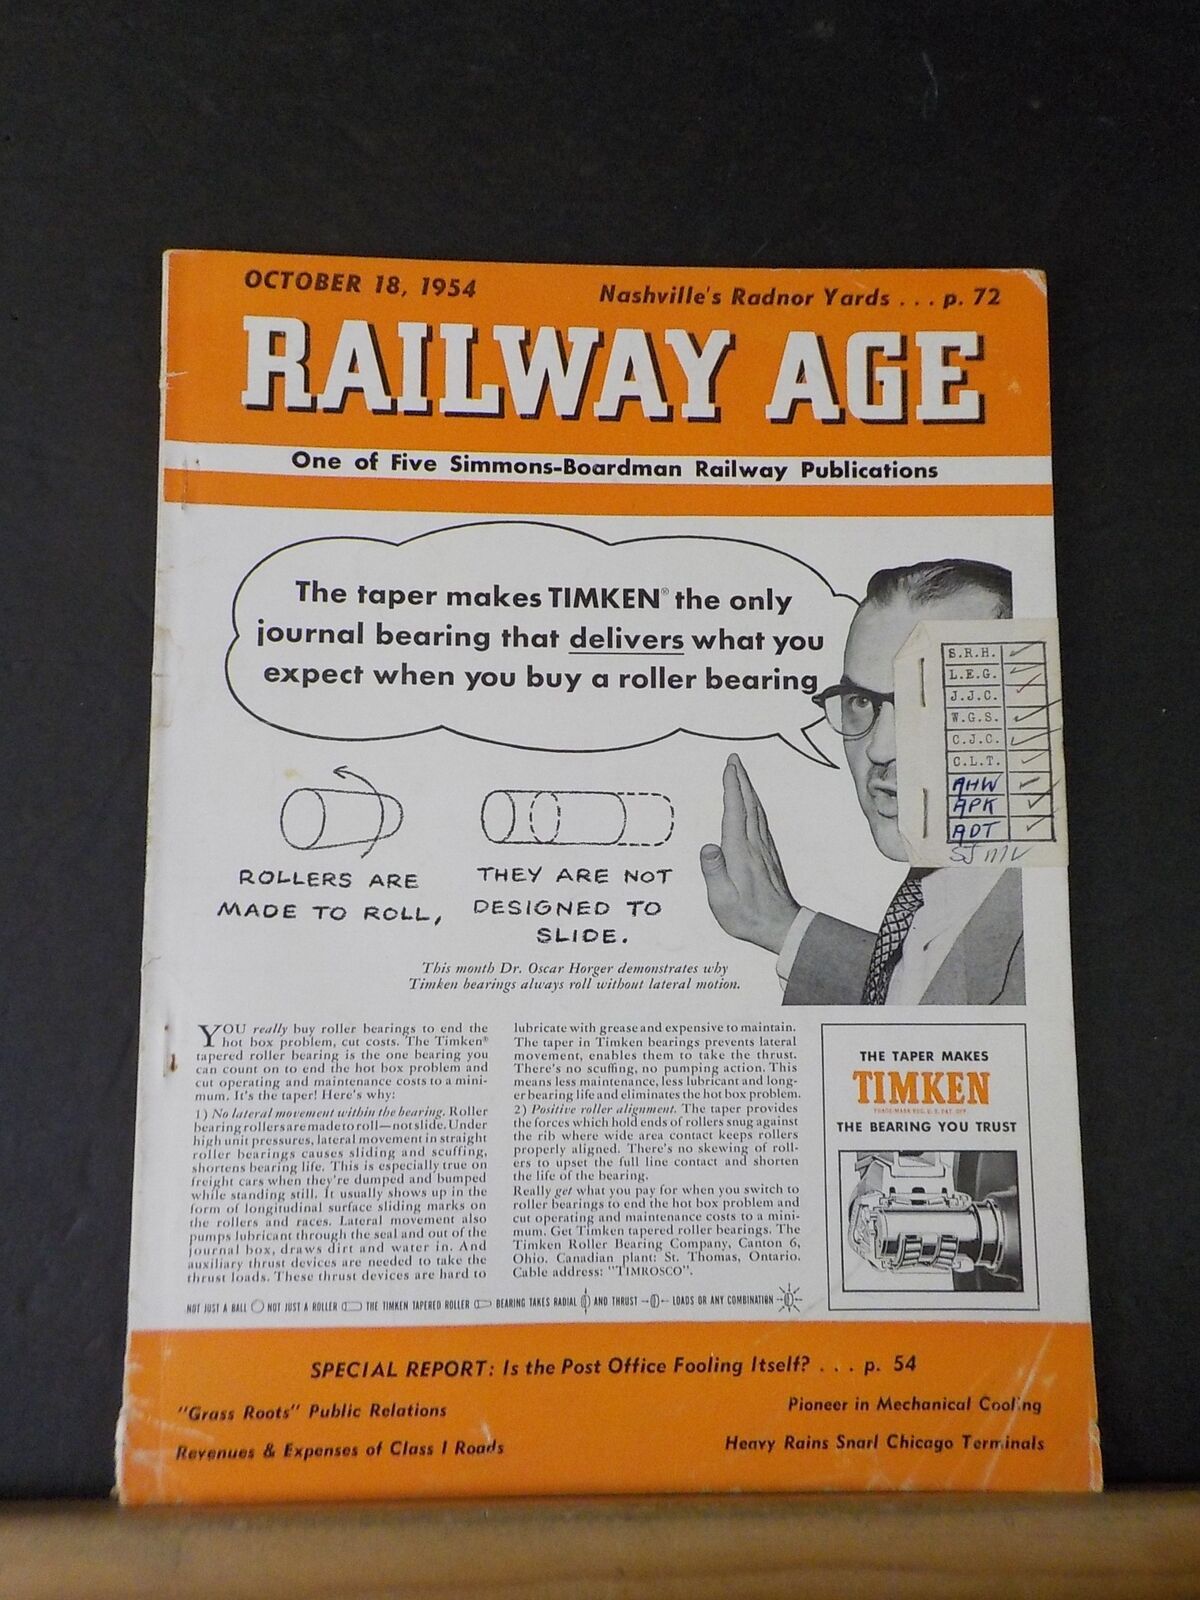 OCTOBER 18, 1954
Nashville's Radnor Yards . . . p. 72
RAILWAY AGE
One of Five Simmons-Boardman Railway Publications
The taper makes TIMKEN® the only
journal bearing that delivers what you
expect when you buy a roller bearing
S.R.H.
L.E.G.
J.J.C.
W.G.S.
C.J.C.
C.L.T.
AHW
APK
ADT
ROLLERS ARE
MADE TO ROLL,
THEY ARE NOT
DESIGNED TO
SLIDE.
This month Dr. Oscar Horger demonstrates why
Timken bearings always roll without lateral motion.
YOU really buy roller bearings to end the
hot box problem, cut costs. The Timken®
tapered roller bearing is the one bearing you
can count on to end the hot box problem and
cut operating and maintenance costs to a mini-
mum. It's the taper! Here's why:
1) No lateral movement within the bearing. Roller
bearing rollers are made to roll—not slide. Under
high unit pressures, lateral movement in straight
roller bearings causes sliding and scuffing,
shortens bearing life. This is especially true on
freight cars when they're dumped and bumped
while standing still. It usually shows up in the
form of longitudinal surface sliding marks on
the rollers and races. Lateral movement also
pumps lubricant through the seal and out of the
journal box, draws dirt and water in. And
auxiliary thrust devices are needed to take the
thrust loads. These thrust devices are hard to
lubricate with grease and expensive to maintain.
The taper in Timken bearings prevents lateral
movement, enables them to take the thrust.
There's no scuffing, no pumping action. This
means less maintenance, less lubricant and long-
er bearing life and eliminates the hot box problem.
2) Positive roller alignment. The taper provides
the forces which hold ends of rollers snug against
the rib where wide area contact keeps rollers
properly aligned. There's no skewing of roll-
ers to upset the full line contact and shorten
the life of the bearing.
Really get what you pay for when you switch to
roller bearings to end the hot box problem and
cut operating and maintenance costs to a mini-
mum. Get Timken tapered roller bearings. The
Timken Roller Bearing Company, Canton 6,
Ohio. Canadian plant: St. Thomas, Ontario.
Cable address: "TIMROSCO".
THE TAPER MAKES
TIMKEN
TRADE-MARK REG. U. S. PAT. OFF.
THE BEARING YOU TRUST
NOT JUST A BALL NOT JUST A ROLLER THE TIMKEN TAPERED ROLLER BEARING TAKES RADIAL AND THRUST LOADS OR ANY COMBINATION
SPECIAL REPORT: Is the Post Office Fooling Itself? . . . p. 54
"Grass Roots" Public Relations
Pioneer in Mechanical Cooling
Revenues & Expenses of Class I Roads
Heavy Rains Snarl Chicago Terminals